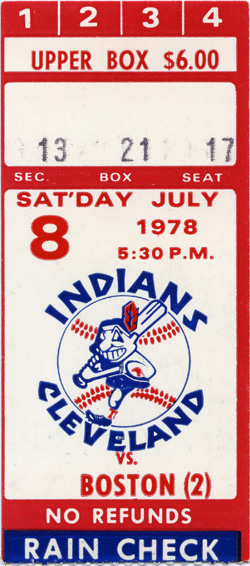 1 2 3 4
UPPER BOX $6.00
13 21 17
SEC. BOX SEAT
SAT'DAY JULY
8 1978
5:30 P.M.
INDIANS
CLEVELAND
VS.
BOSTON (2)
NO REFUNDS
RAIN CHECK